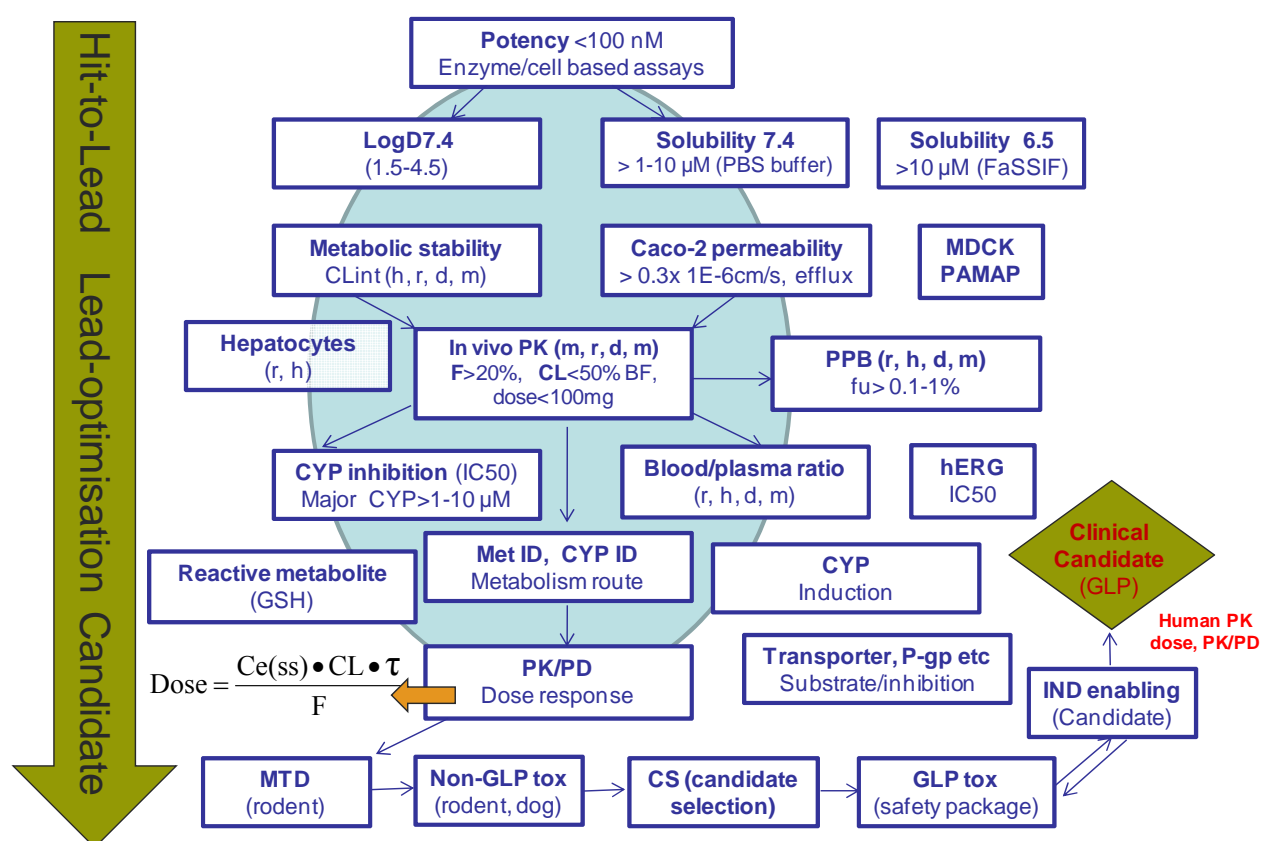 Hit-to-Lead Lead-optimisation Candidate
Potency <100 nM
Enzyme/cell based assays
LogD7.4
(1.5-4.5)
Solubility 7.4
> 1-10 µM (PBS buffer)
Solubility 6.5
>10 µM (FaSSIF)
Metabolic stability
CLint (h, r, d, m)
Caco-2 permeability
> 0.3x 1E-6cm/s, efflux
MDCK
PAMAP
Hepatocytes
(r, h)
In vivo PK (m, r, d, m)
F>20%, CL<50% BF,
dose<100mg
PPB (r, h, d, m)
fu> 0.1-1%
CYP inhibition (IC50)
Major CYP>1-10 µM
Blood/plasma ratio
(r, h, d, m)
hERG
IC50
Clinical
Candidate
(GLP)
Reactive metabolite
(GSH)
Met ID, CYP ID
Metabolism route
CYP
Induction
Human PK
dose, PK/PD
Dose = Ce(ss) • CL • τ / F
PK/PD
Dose response
Transporter, P-gp etc
Substrate/inhibition
IND enabling
(Candidate)
MTD
(rodent)
Non-GLP tox
(rodent, dog)
CS (candidate
selection)
GLP tox
(safety package)